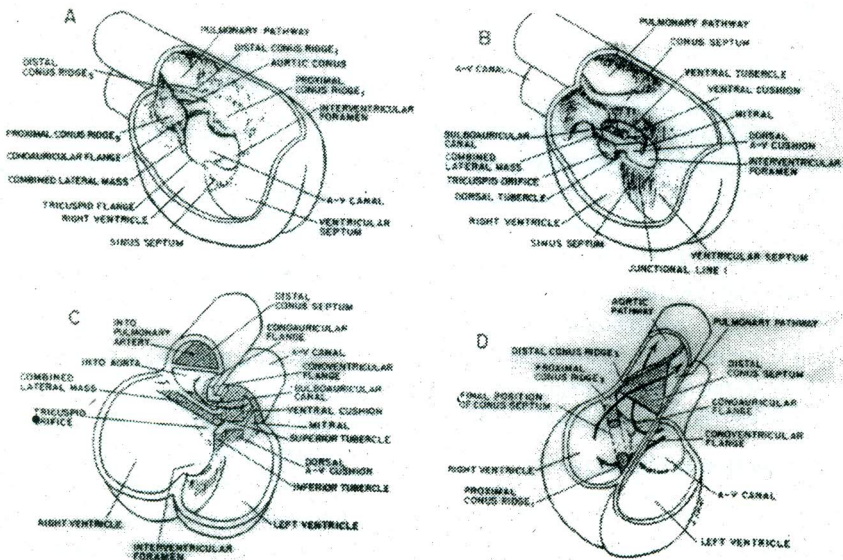 A
PULMONARY PATHWAY
DISTAL CONUS RIDGE,
AORTIC CONUS
DISTAL
CONUS RIDGE₅
PROXIMAL
CONUS RIDGE,
INTERVENTRICULAR
FORAMEN
PROXIMAL CONUS RIDGE₅
CONOAURICULAR FLANGE
COMBINED LATERAL MASS
TRICUSPID FLANGE
RIGHT VENTRICLE
SINUS SEPTUM
A-V CANAL
VENTRICULAR
SEPTUM
B
PULMONARY PATHWAY
CONUS SEPTUM
A-V CANAL
VENTRAL TUBERCLE
VENTRAL CUSHION
MITRAL
DORSAL
A-V CUSHION
INTERVENTRICULAR
FORAMEN
BULBOAURICULAR
CANAL
COMBINED
LATERAL MASS
TRICUSPID ORIFICE
DORSAL TUBERCLE
RIGHT VENTRICLE
SINUS SEPTUM
VENTRICULAR SEPTUM
JUNCTIONAL LINE I
C
DISTAL
CONUS SEPTUM
INTO
PULMONARY
ARTERY
CONOAURICULAR
FLANGE
A-V CANAL
INTO AORTA
CONOVENTRICULAR
FLANGE
COMBINED
LATERAL MASS
BULBOAURICULAR
CANAL
VENTRAL CUSHION
TRICUSPID
ORIFICE
MITRAL
SUPERIOR TUBERCLE
DORSAL
A-V CUSHION
INFERIOR TUBERCLE
RIGHT VENTRICLE
LEFT VENTRICLE
INTERVENTRICULAR
FORAMEN
D
AORTIC
PATHWAY
PULMONARY PATHWAY
DISTAL CONUS RIDGE₅
PROXIMAL
CONUS RIDGE₅
DISTAL
CONUS SEPTUM
FINAL POSITION
OF CONUS SEPTUM
CONOAURICULAR
FLANGE
CONOVENTRICULAR
FLANGE
RIGHT VENTRICLE
PROXIMAL
CONUS RIDGE,
A-V CANAL
LEFT VENTRICLE